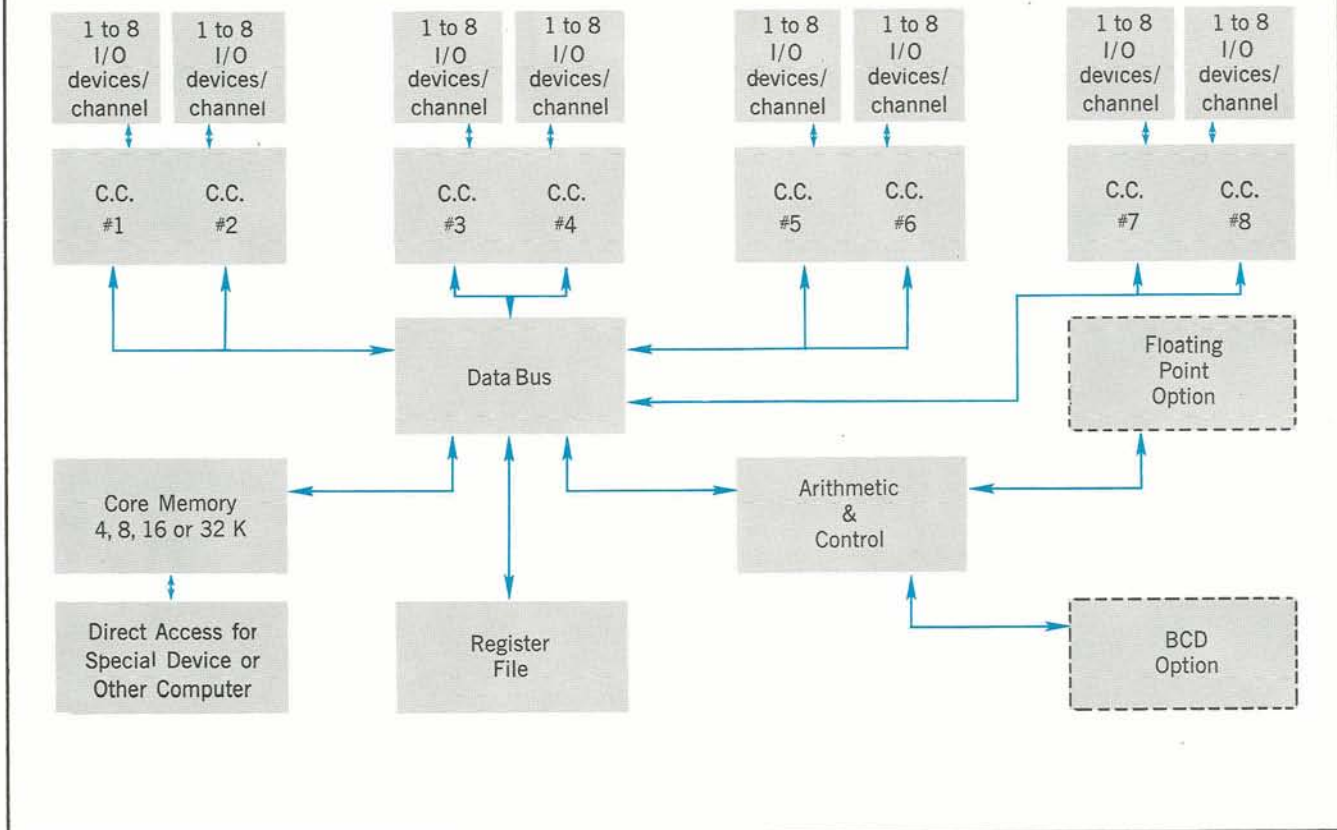 1 to 8
I/O
devices/
channel
1 to 8
I/O
devices/
channel
1 to 8
I/O
devices/
channel
1 to 8
I/O
devices/
channel
1 to 8
I/O
devices/
channel
1 to 8
I/O
devices/
channel
1 to 8
I/O
devices/
channel
1 to 8
I/O
devices/
channel
C.C.
#1
C.C.
#2
C.C.
#3
C.C.
#4
C.C.
#5
C.C.
#6
C.C.
#7
C.C.
#8
Data Bus
Floating
Point
Option
Core Memory
4, 8, 16 or 32 K
Arithmetic
&
Control
Direct Access for
Special Device or
Other Computer
Register
File
BCD
Option